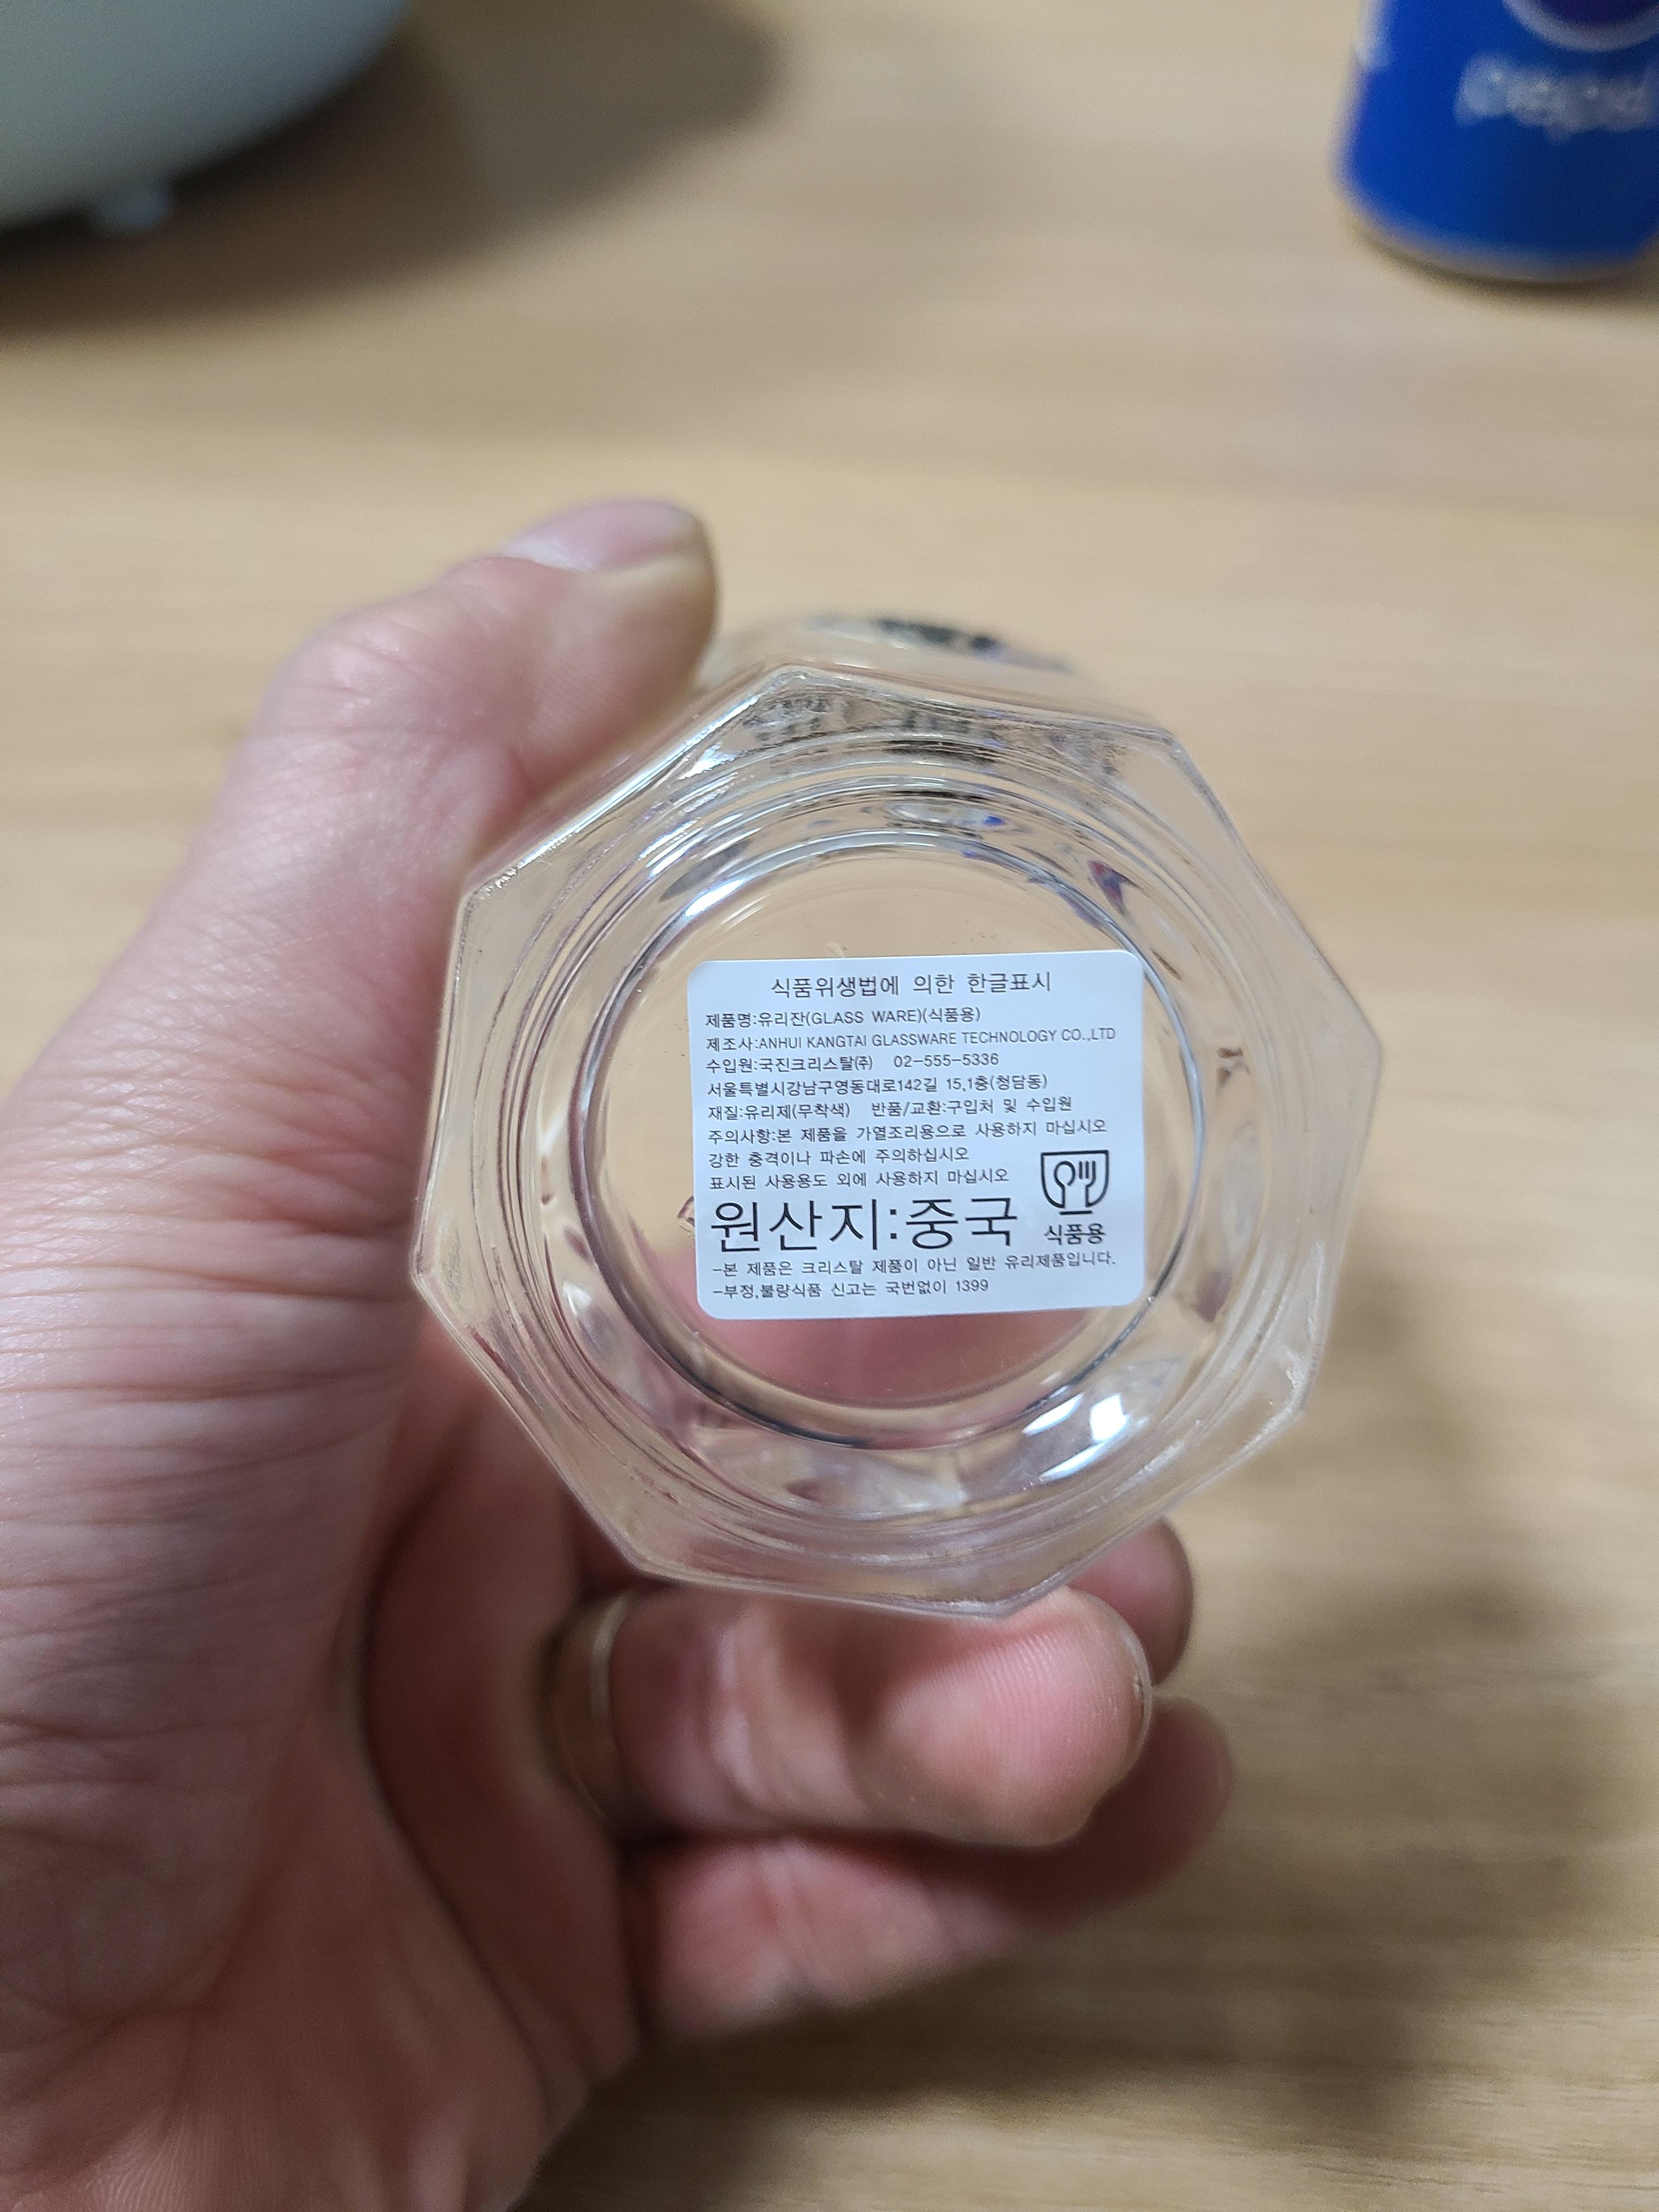 pepsi
식품위생법에 의한 한글표시
제품명:유리잔(GLASS WARE)(식품용)
제조사:ANHUI KANGTAI GLASSWARE TECHNOLOGY CO.,LTD
수입원:국진크리스탈㈜ 02-555-5336
서울특별시강남구영동대로142길 15,1층(청담동)
재질:유리제(무착색) 반품/교환:구입처 및 수입원
주의사항:본 제품을 가열조리용으로 사용하지 마십시오
강한 충격이나 파손에 주의하십시오
표시된 사용용도 외에 사용하지 마십시오
원산지:중국
식품용
-본 제품은 크리스탈 제품이 아닌 일반 유리제품입니다.
-부정,불량식품 신고는 국번없이 1399